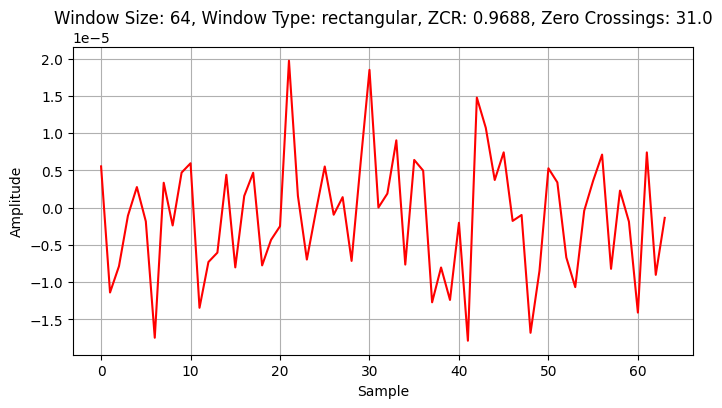 Window Size: 64, Window Type: rectangular, ZCR: 0.9688, Zero Crossings: 31.0
1e−5
2.0
1.5
1.0
0.5
0.0
−0.5
−1.0
−1.5
Amplitude
0 10 20 30 40 50 60
Sample